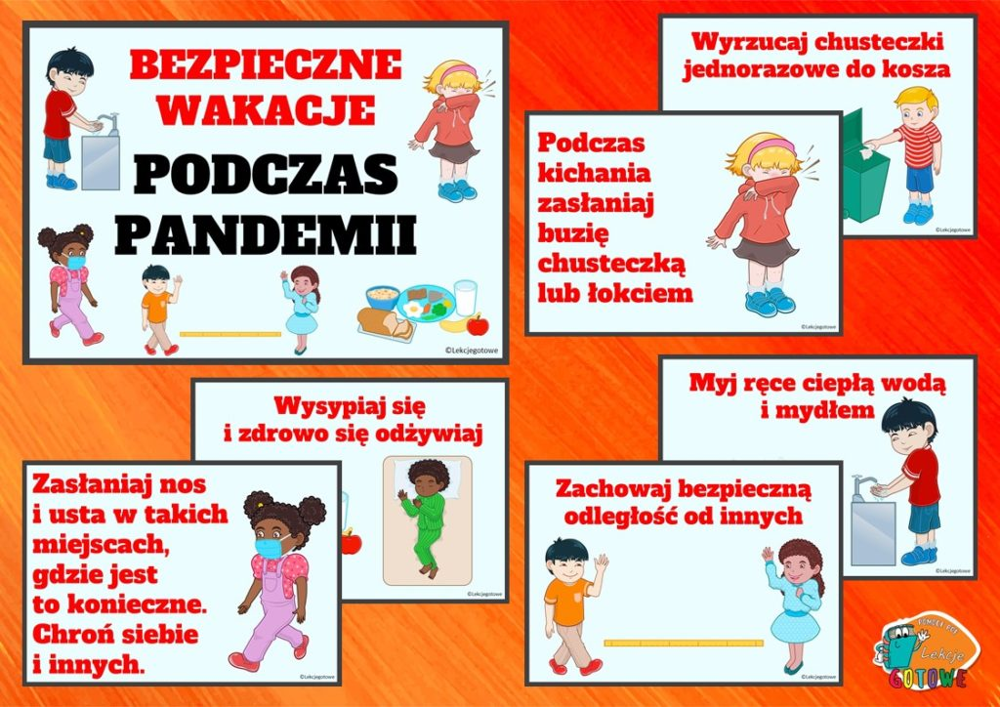 BEZPIECZNE
WAKACJE
PODCZAS
PANDEMII
©Lekcjegotowe
Wyrzucaj chusteczki
jednorazowe do kosza
©Lekcjegotowe
Podczas
kichania
zasłaniaj
buzię
chusteczką
lub łokciem
©Lekcjegotowe
Wysypiaj się
i zdrowo się odżywiaj
©Lekcjegotowe
Zasłaniaj nos
i usta w takich
miejscach,
gdzie jest
to konieczne.
Chroń siebie
i innych.
©Lekcjegotowe
Myj ręce ciepłą wodą
i mydłem
©Lekcjegotowe
Zachowaj bezpieczną
odległość od innych
©Lekcjegotowe
Lekcje
GOTOWE